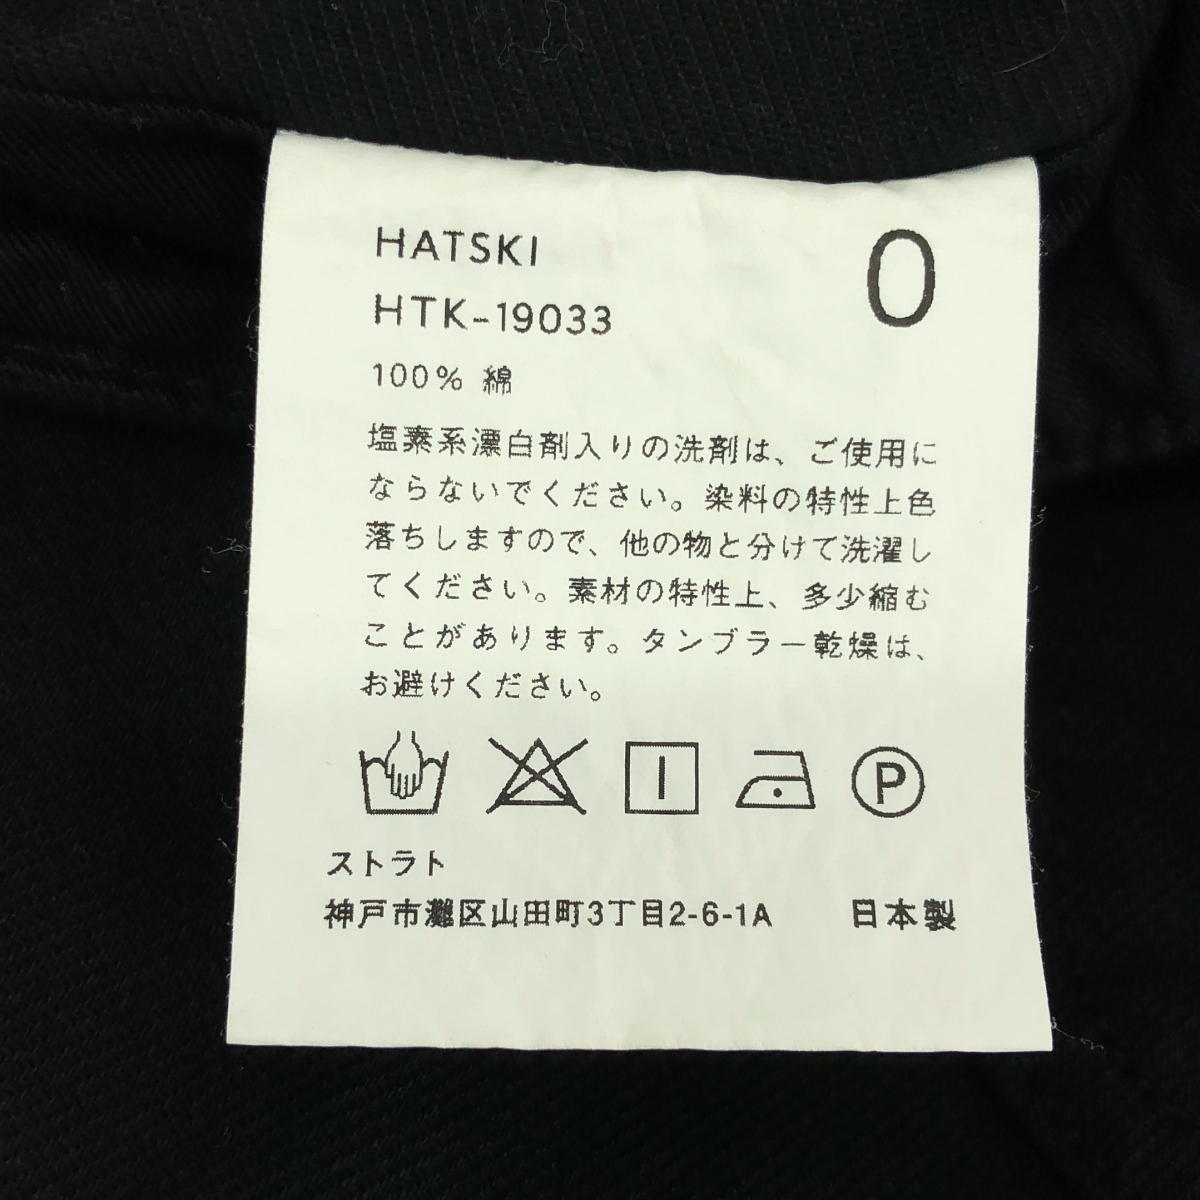 HATSKI
0
HTK-19033
100% 綿
塩素系漂白剤入りの洗剤は、ご使用に
ならないでください。染料の特性上色
落ちしますので、他の物と分けて洗濯し
てください。素材の特性上、多少縮む
ことがあります。タンブラー乾燥は、
お避けください。
P
ストラト
神戸市灘区山田町3丁目2-6-1A 日本製